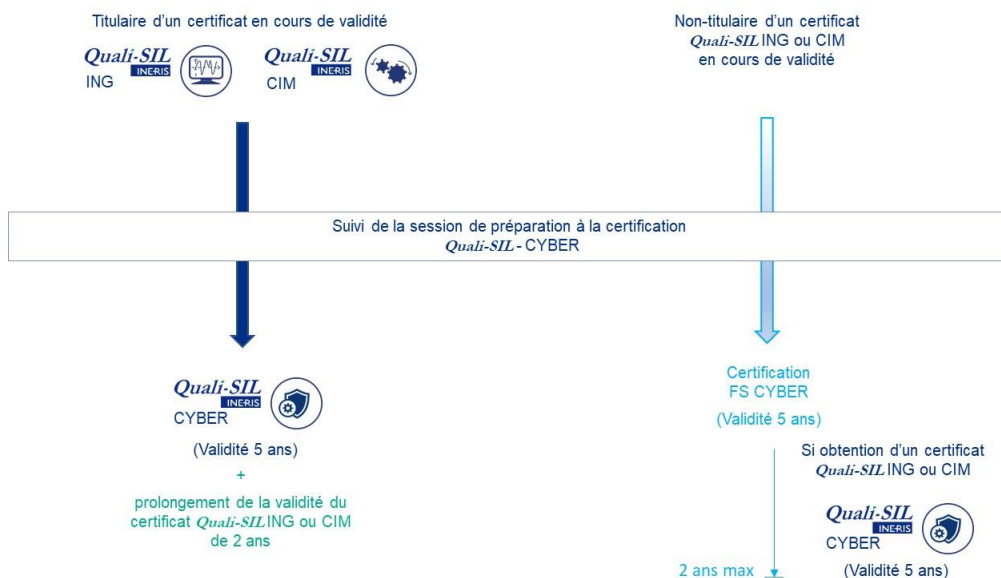 Titulaire d'un certificat en cours de validité
Quali-SIL
INERIS
ING
Quali-SIL
INERIS
CIM
Non-titulaire d'un certificat
Quali-SIL ING ou CIM
en cours de validité
Suivi de la session de préparation à la certification
Quali-SIL - CYBER
Quali-SIL
INERIS
CYBER
(Validité 5 ans)
+
prolongement de la validité du
certificat Quali-SIL ING ou CIM
de 2 ans
Certification
FS CYBER
(Validité 5 ans)
Si obtention d'un certificat
Quali-SIL ING ou CIM
Quali-SIL
INERIS
CYBER
(Validité 5 ans)
2 ans max